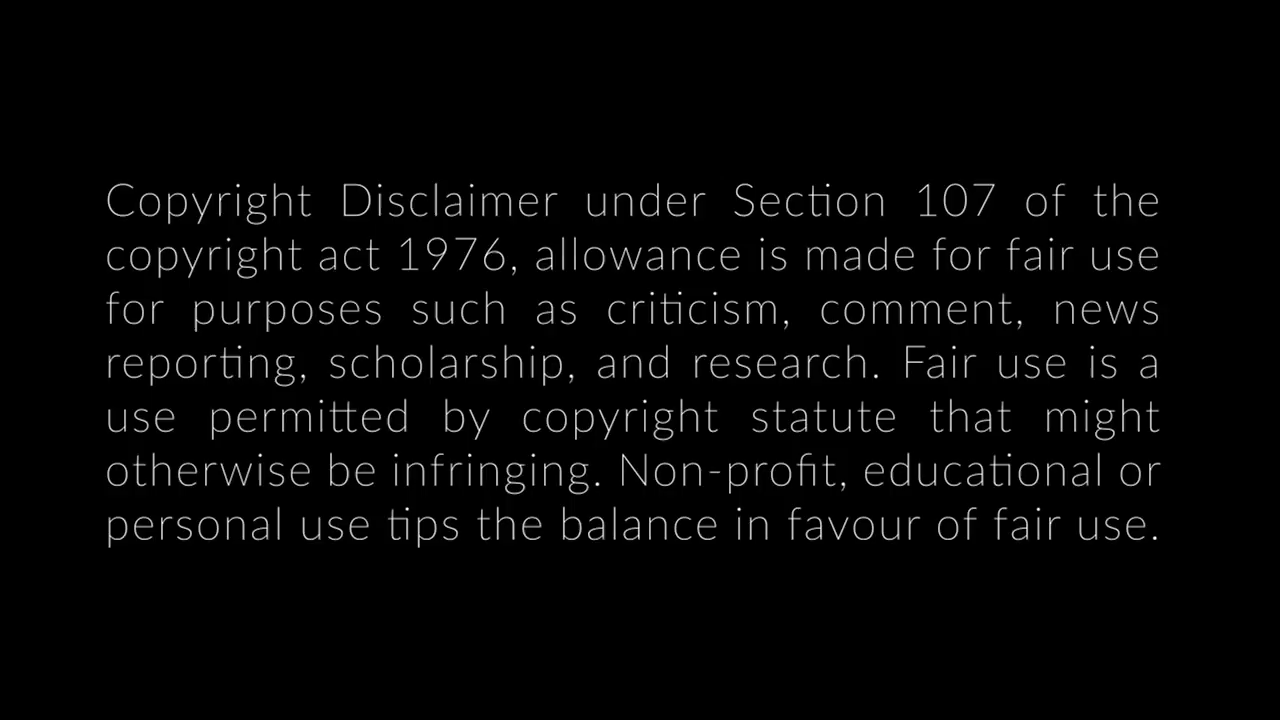 Copyright Disclaimer under Section 107 of the
copyright act 1976, allowance is made for fair use
for purposes such as criticism, comment, news
reporting, scholarship, and research. Fair use is a
use permitted by copyright statute that might
otherwise be infringing. Non-profit, educational or
personal use tips the balance in favour of fair use.